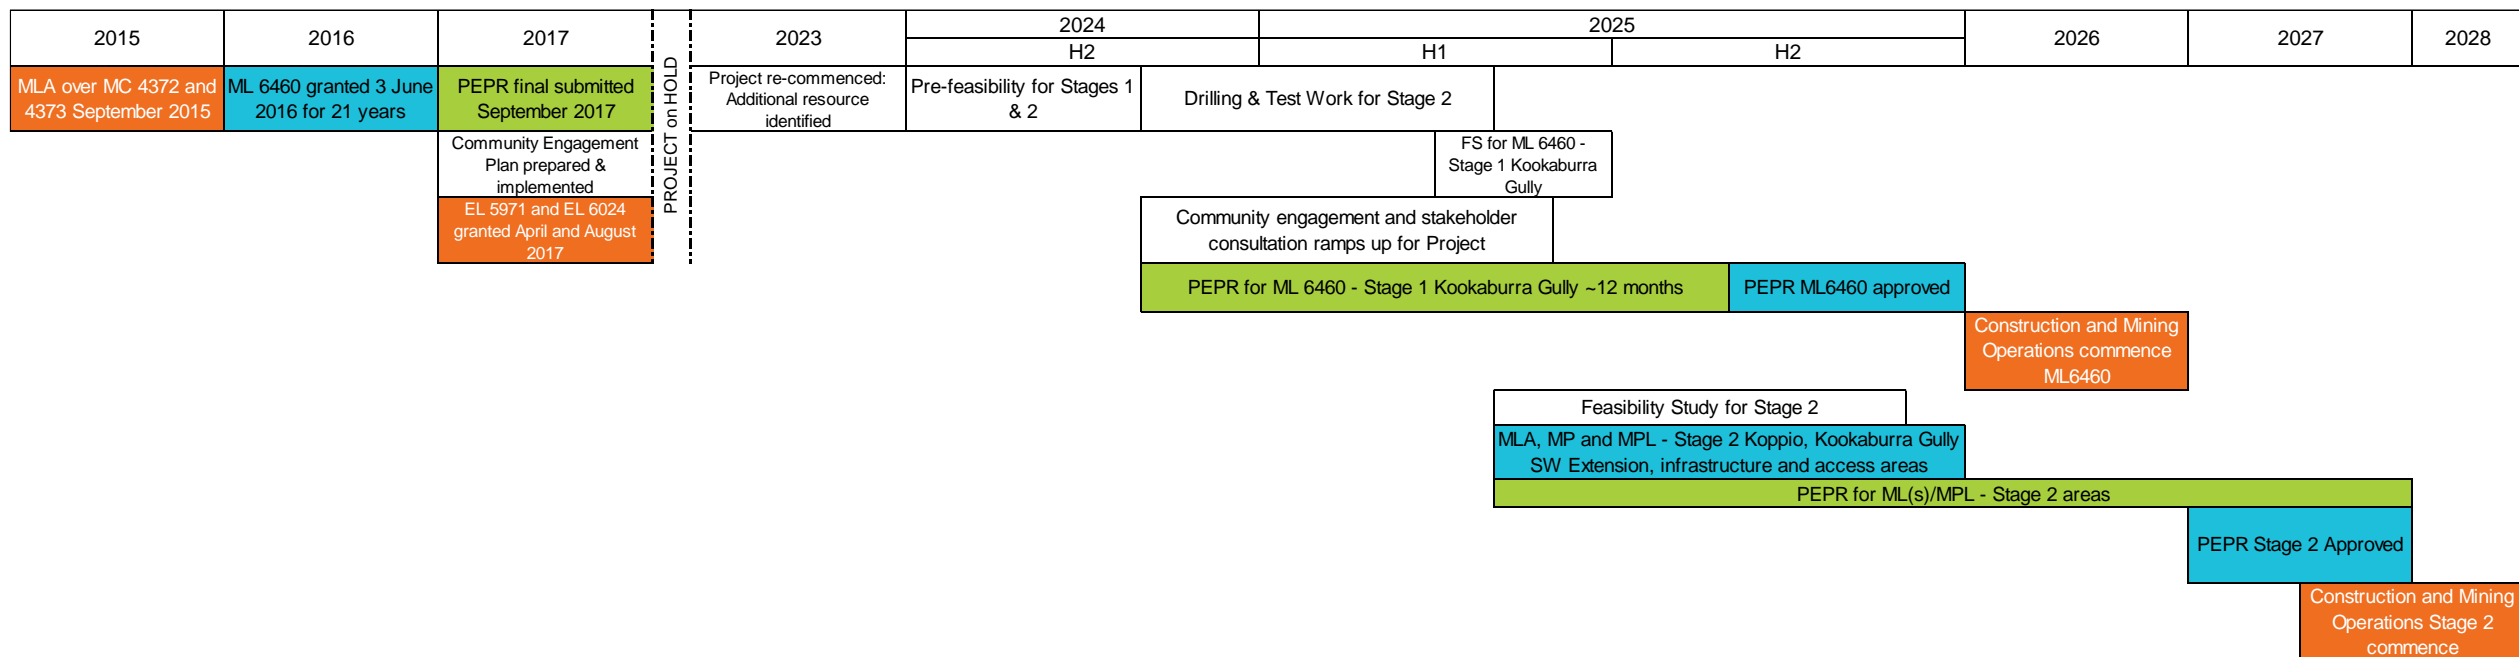 2015
2016
2017
PROJECT on HOLD
2023
2024
2025
2026
2027
2028
H2
H1
H2
MLA over MC 4372 and
4373 September 2015
ML 6460 granted 3 June
2016 for 21 years
PEPR final submitted
September 2017
Project re-commenced:
Additional resource
identified
Pre-feasibility for Stages 1
& 2
Drilling & Test Work for Stage 2
Community Engagement
Plan prepared &
implemented
FS for ML 6460 -
Stage 1 Kookaburra
Gully
EL 5971 and EL 6024
granted April and August
2017
Community engagement and stakeholder
consultation ramps up for Project
PEPR for ML 6460 - Stage 1 Kookaburra Gully ~12 months
PEPR ML6460 approved
Construction and Mining
Operations commence
ML6460
Feasibility Study for Stage 2
MLA, MP and MPL - Stage 2 Koppio, Kookaburra Gully
SW Extension, infrastructure and access areas
PEPR for ML(s)/MPL - Stage 2 areas
PEPR Stage 2 Approved
Construction and Mining
Operations Stage 2
commence